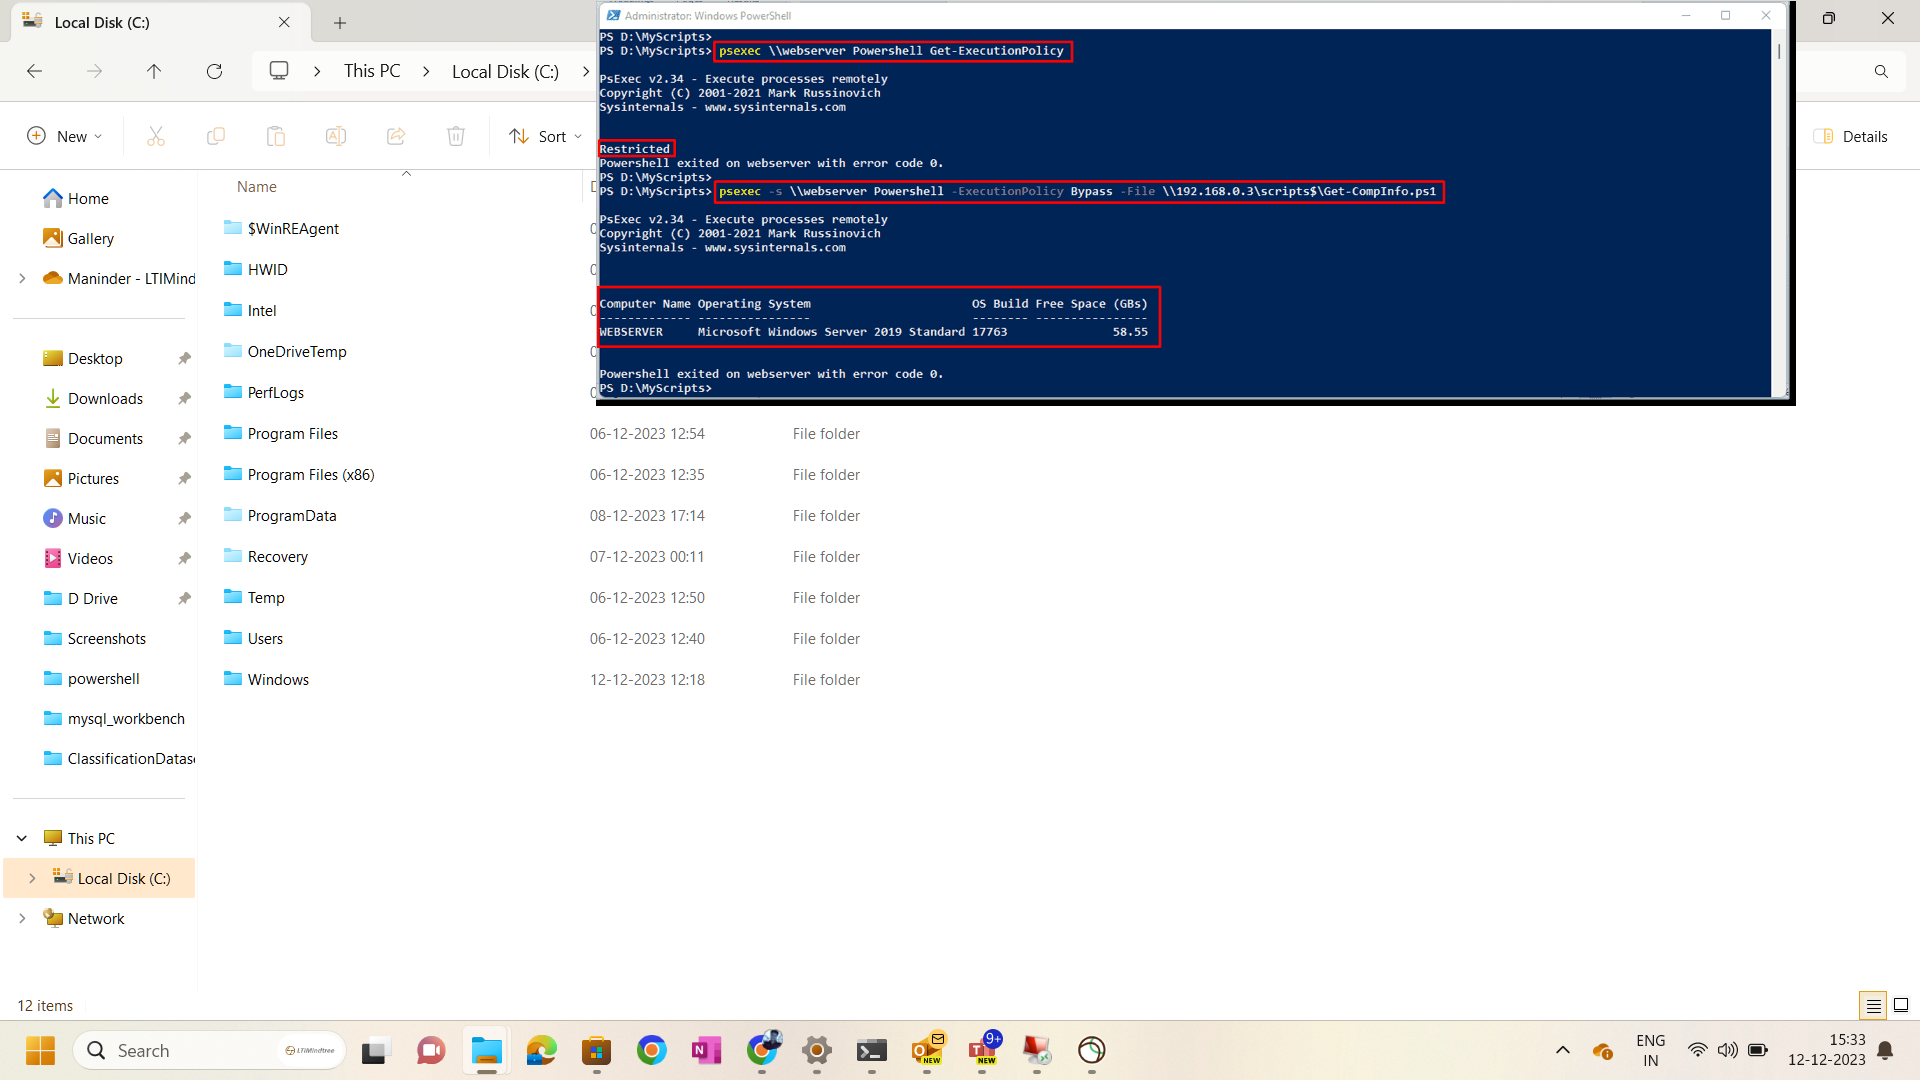 Local Disk (C:)
This PC
Local Disk (C:)
New
Sort
Details
Administrator: Windows PowerShell
PS D:\MyScripts>
PS D:\MyScripts> psexec \\webserver Powershell Get-ExecutionPolicy
PsExec v2.34 - Execute processes remotely
Copyright (C) 2001-2021 Mark Russinovich
Sysinternals - www.sysinternals.com
Restricted
Powershell exited on webserver with error code 0.
PS D:\MyScripts>
PS D:\MyScripts> psexec -s \\webserver Powershell -ExecutionPolicy Bypass -File \\192.168.0.3\scripts$\Get-CompInfo.ps1
PsExec v2.34 - Execute processes remotely
Copyright (C) 2001-2021 Mark Russinovich
Sysinternals - www.sysinternals.com
Computer Name Operating System OS Build Free Space (GBs)
------------- ---------------- -------- ----------------
WEBSERVER Microsoft Windows Server 2019 Standard 17763 58.55
Powershell exited on webserver with error code 0.
PS D:\MyScripts>
Home
Gallery
Maninder - LTIMind
Desktop
Downloads
Documents
Pictures
Music
Videos
D Drive
Screenshots
powershell
mysql_workbench
ClassificationDatas
This PC
Local Disk (C:)
Network
Name
$WinREAgent
HWID
Intel
OneDriveTemp
PerfLogs
Program Files 06-12-2023 12:54 File folder
Program Files (x86) 06-12-2023 12:35 File folder
ProgramData 08-12-2023 17:14 File folder
Recovery 07-12-2023 00:11 File folder
Temp 06-12-2023 12:50 File folder
Users 06-12-2023 12:40 File folder
Windows 12-12-2023 12:18 File folder
12 items
Search
LTIMindtree
NEW
9+
NEW
ENG
IN
15:33
12-12-2023